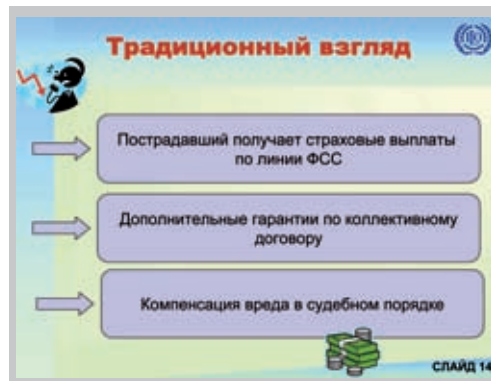 Традиционный взгляд
Пострадавший получает страховые выплаты
по линии ФСС
Дополнительные гарантии по коллективному
договору
Компенсация вреда в судебном порядке
СЛАЙД 14